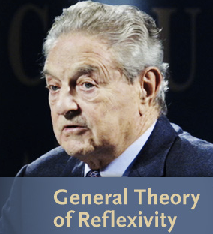 General Theory
of Reflexivity